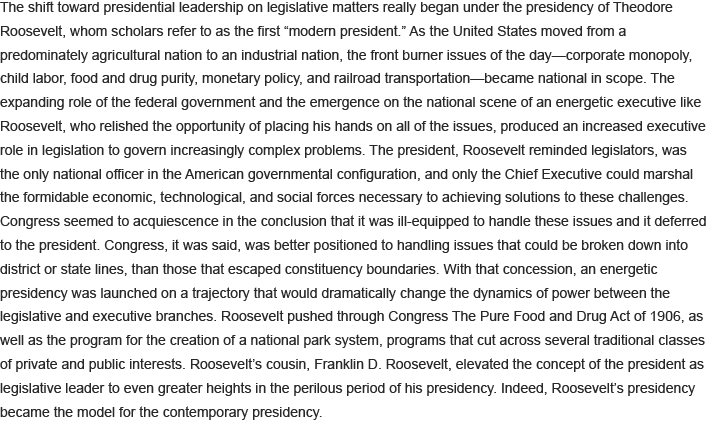 The shift toward presidential leadership on legislative matters really began under the presidency of Theodore
Roosevelt, whom scholars refer to as the first “modern president.” As the United States moved from a
predominately agricultural nation to an industrial nation, the front burner issues of the day—corporate monopoly,
child labor, food and drug purity, monetary policy, and railroad transportation—became national in scope. The
expanding role of the federal government and the emergence on the national scene of an energetic executive like
Roosevelt, who relished the opportunity of placing his hands on all of the issues, produced an increased executive
role in legislation to govern increasingly complex problems. The president, Roosevelt reminded legislators, was
the only national officer in the American governmental configuration, and only the Chief Executive could marshal
the formidable economic, technological, and social forces necessary to achieving solutions to these challenges.
Congress seemed to acquiescence in the conclusion that it was ill-equipped to handle these issues and it deferred
to the president. Congress, it was said, was better positioned to handling issues that could be broken down into
district or state lines, than those that escaped constituency boundaries. With that concession, an energetic
presidency was launched on a trajectory that would dramatically change the dynamics of power between the
legislative and executive branches. Roosevelt pushed through Congress The Pure Food and Drug Act of 1906, as
well as the program for the creation of a national park system, programs that cut across several traditional classes
of private and public interests. Roosevelt’s cousin, Franklin D. Roosevelt, elevated the concept of the president as
legislative leader to even greater heights in the perilous period of his presidency. Indeed, Roosevelt’s presidency
became the model for the contemporary presidency.